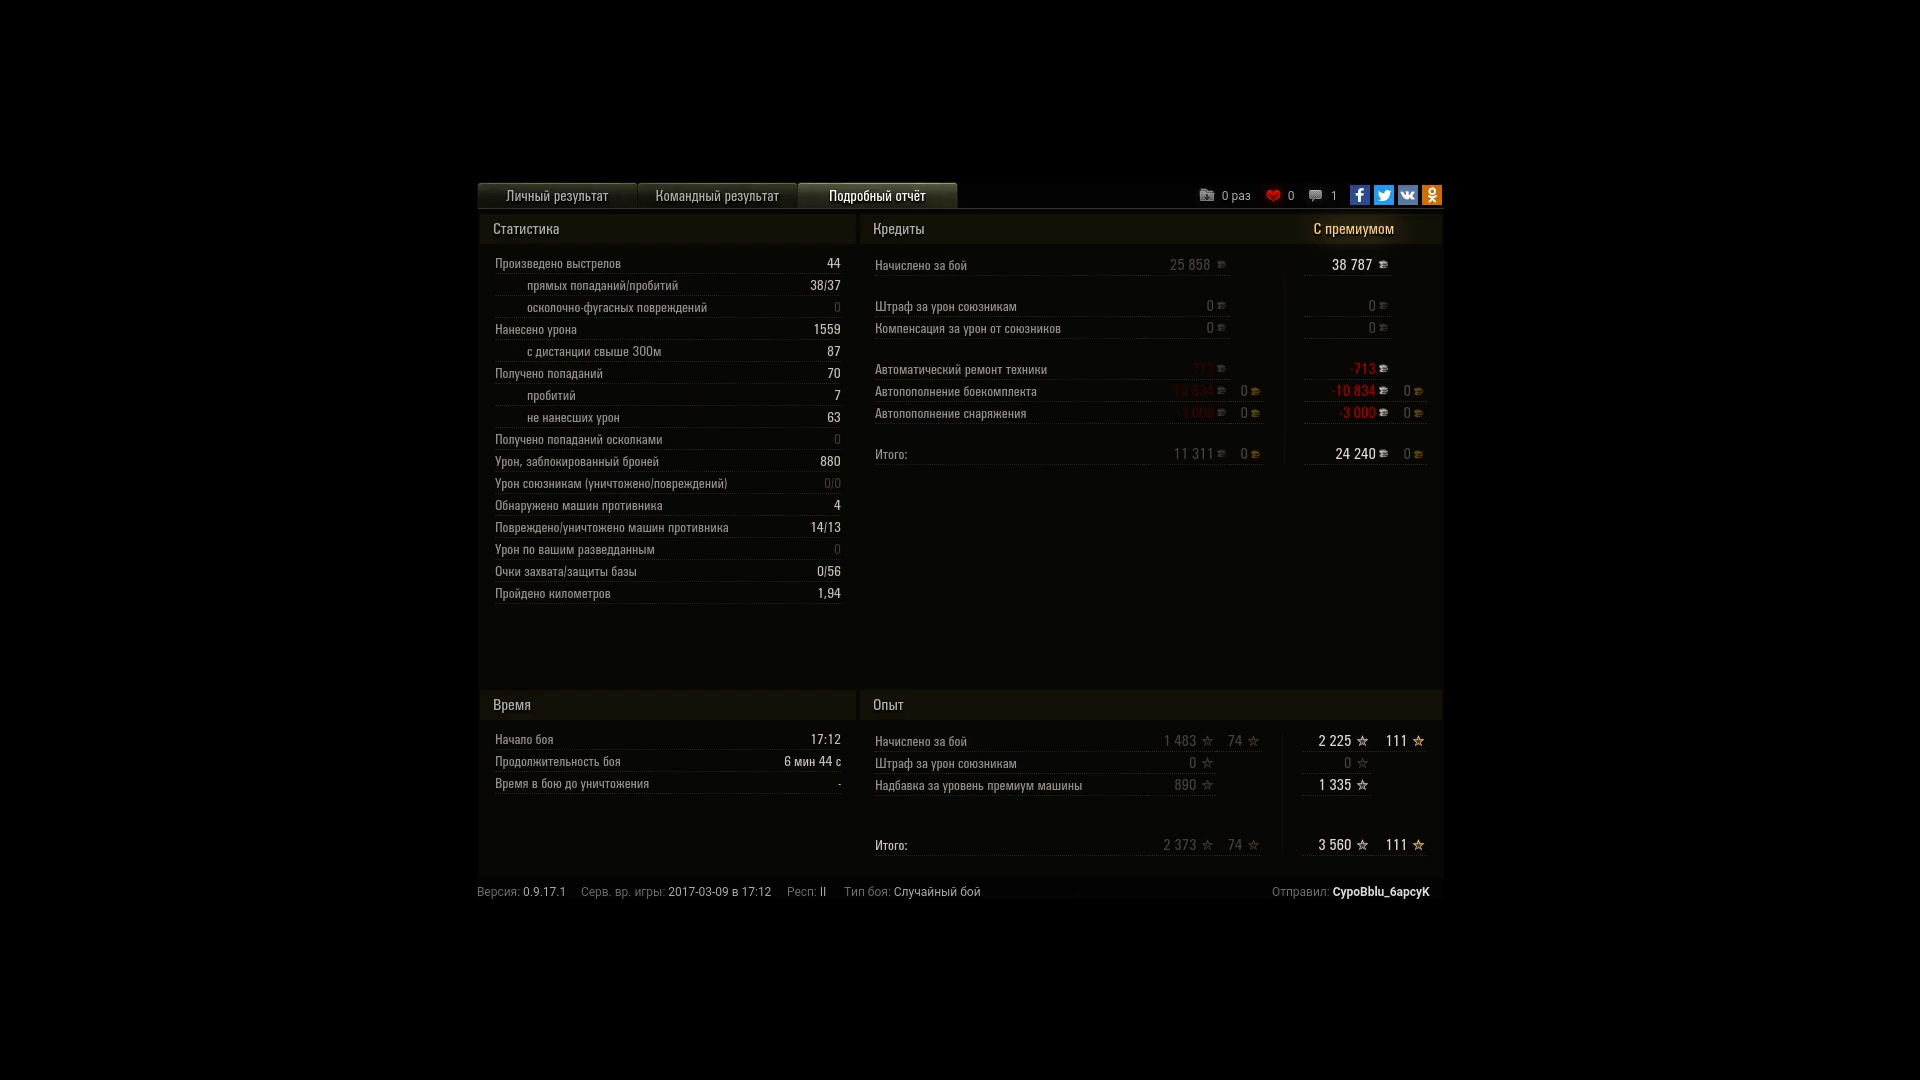 Личный результат Командный результат Подробный отчёт 0 раз 0 1
Статистика
Произведено выстрелов 44
прямых попаданий/пробитий 38/37
осколочно-фугасных повреждений 0
Нанесено урона 1559
с дистанции свыше 300м 87
Получено попаданий 70
пробитий 7
не нанесших урон 63
Получено попаданий осколками 0
Урон, заблокированный броней 880
Урон союзникам (уничтожено/повреждений) 0/0
Обнаружено машин противника 4
Повреждено/уничтожено машин противника 14/13
Урон по вашим разведданным 0
Очки захвата/защиты базы 0/56
Пройдено километров 1,94
Кредиты С премиумом
Начислено за бой 25 858 38 787
Штраф за урон союзникам 0 0
Компенсация за урон от союзников 0 0
Автоматический ремонт техники -713 -713
Автопополнение боекомплекта -10 834 0 -10 834 0
Автопополнение снаряжения -3 000 0 -3 000 0
Итого: 11 311 0 24 240 0
Время
Начало боя 17:12
Продолжительность боя 6 мин 44 с
Время в бою до уничтожения -
Опыт
Начислено за бой 1 483 74 2 225 111
Штраф за урон союзникам 0 0
Надбавка за уровень премиум машины 890 1 335
Итого: 2 373 74 3 560 111
Версия: 0.9.17.1 Серв. вр. игры: 2017-03-09 в 17:12 Респ: II Тип боя: Случайный бой Отправил: CypoBblu_6apcyK